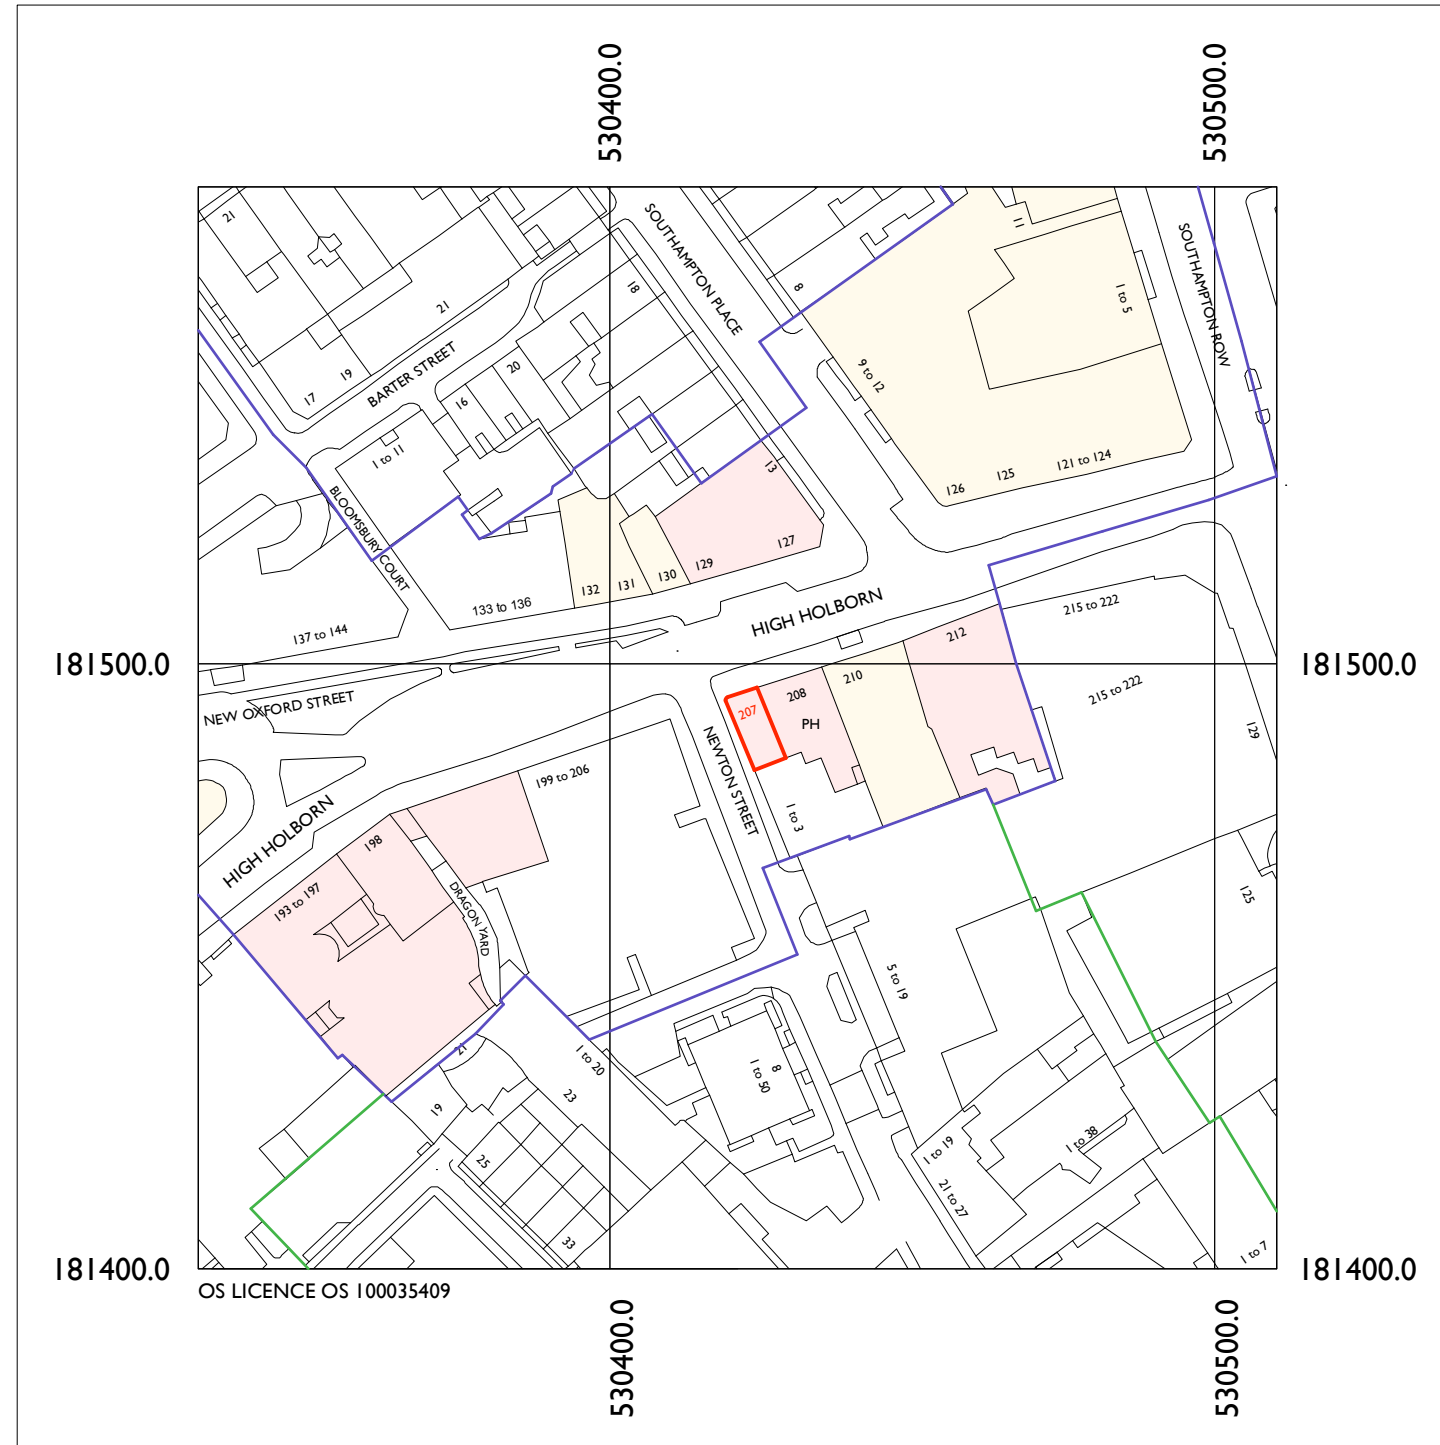 530400.0
530500.0
21
SOUTHAMPTON PLACE
11
SOUTHAMPTON ROW
18
8
1 to 5
21
BARTER STREET
19
17
20
16
9 to 12
1 to 11
13
126
125
121 to 124
BLOOMSBURY COURT
127
129
130
131
132
133 to 136
137 to 144
HIGH HOLBORN
215 to 222
212
181500.0
181500.0
NEW OXFORD STREET
207
208
PH
210
215 to 222
129
NEWTON STREET
199 to 206
1 to 3
HIGH HOLBORN
198
193 to 197
DRAGON YARD
125
5 to 19
21
1 to 20
23
8
1 to 50
19
25
33
1 to 19
21 to 27
1 to 38
1 to 7
181400.0
181400.0
OS LICENCE OS 100035409
530400.0
530500.0